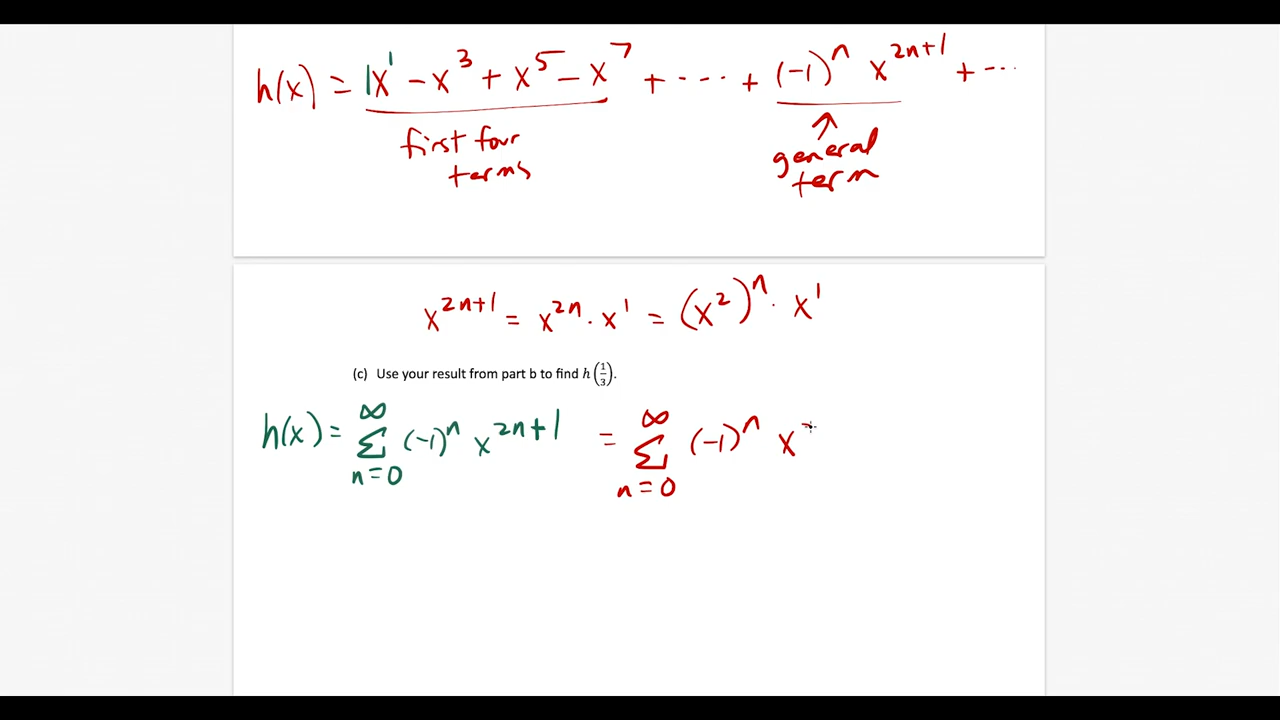 h(x) = 1x¹ − x³ + x⁵ − x⁷ + ⋯ + (−1)ⁿ x²ⁿ⁺¹ + ⋯
first four terms
↑
general term
x²ⁿ⁺¹ = x²ⁿ · x¹ = (x²)ⁿ · x¹
(c) Use your result from part b to find h(1/3).
h(x) = ∑_{n=0}^{∞} (−1)ⁿ x²ⁿ⁺¹ = ∑_{n=0}^{∞} (−1)ⁿ x